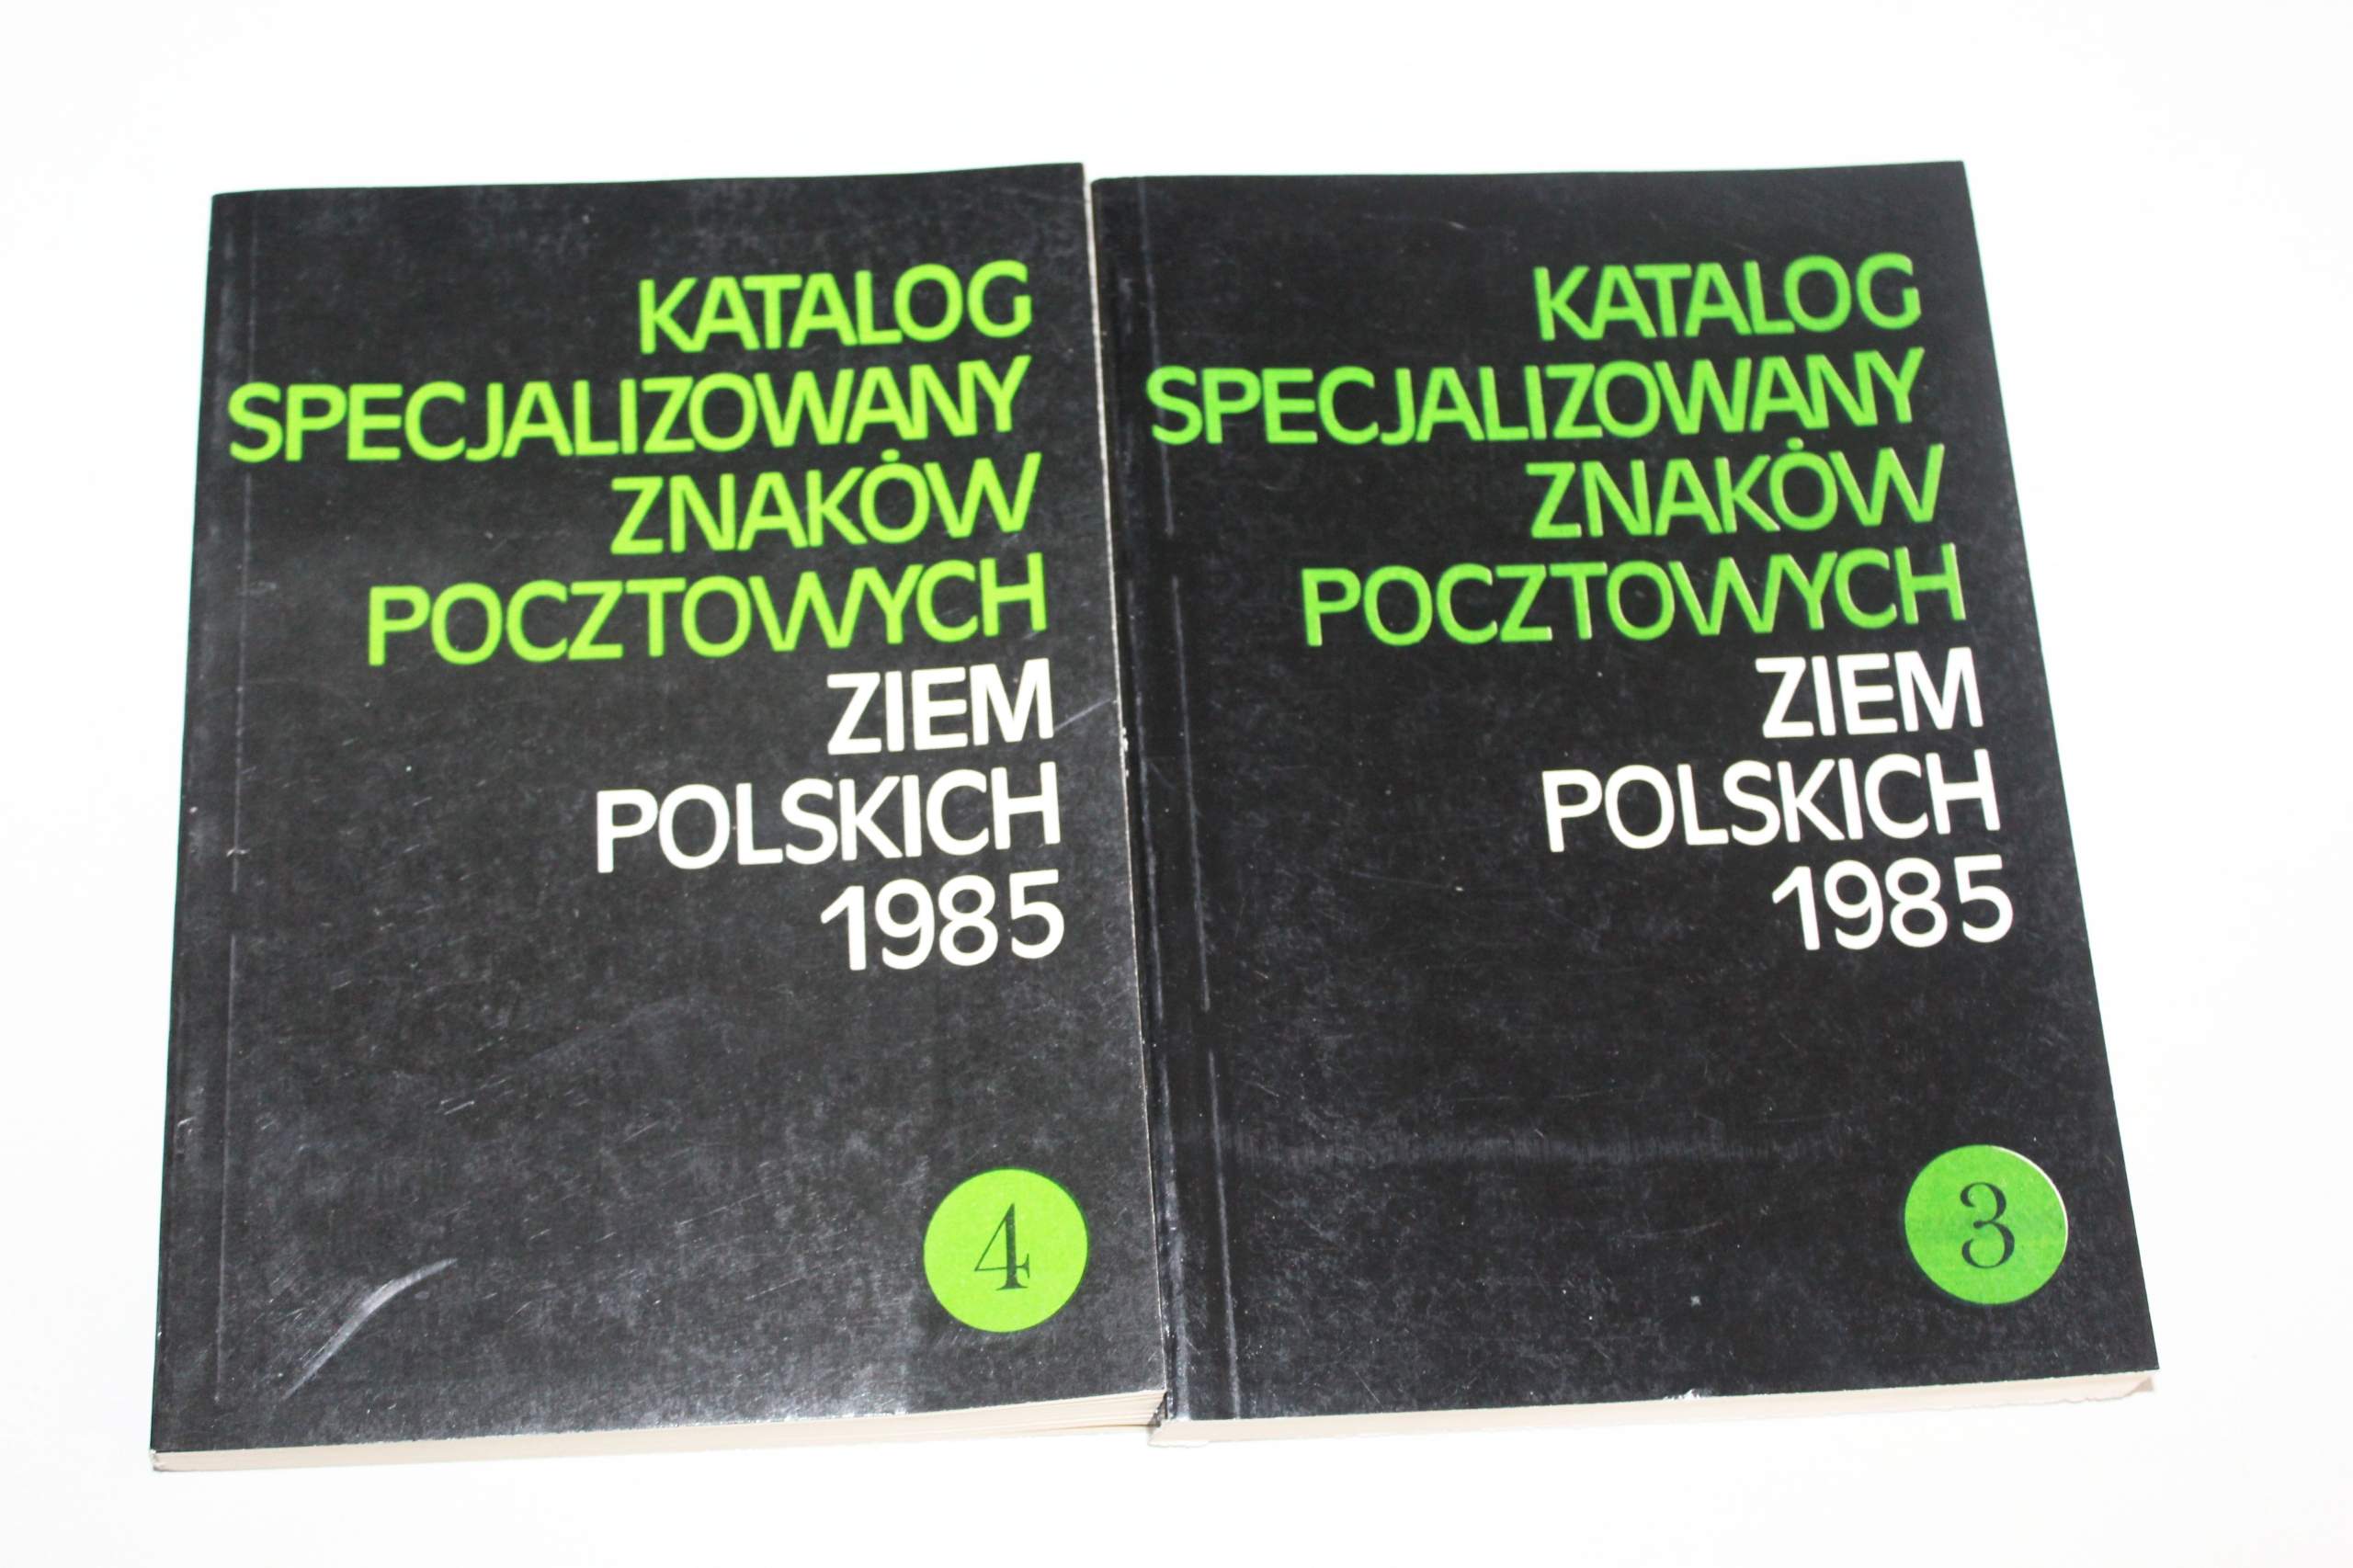 KATALOG
SPECJALIZOWANY
ZNAKÓW
POCZTOWYCH
ZIEM
POLSKICH
1985
4
KATALOG
SPECJALIZOWANY
ZNAKÓW
POCZTOWYCH
ZIEM
POLSKICH
1985
3